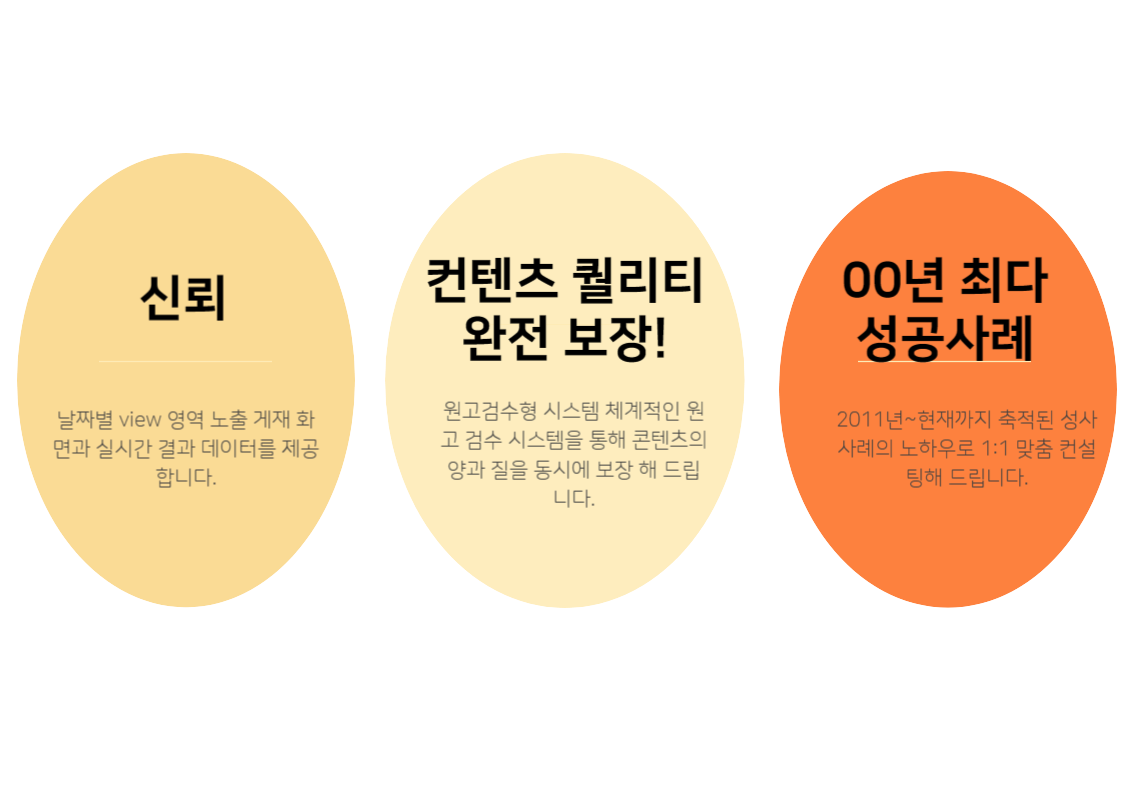 신뢰
날짜별 view 영역 노출 게재 화
면과 실시간 결과 데이터를 제공
합니다.
컨텐츠 퀄리티
완전 보장!
원고검수형 시스템 체계적인 원
고 검수 시스템을 통해 콘텐츠의
양과 질을 동시에 보장 해 드립
니다.
00년 최다
성공사례
2011년~현재까지 축적된 성사
사례의 노하우로 1:1 맞춤 컨설
팅해 드립니다.